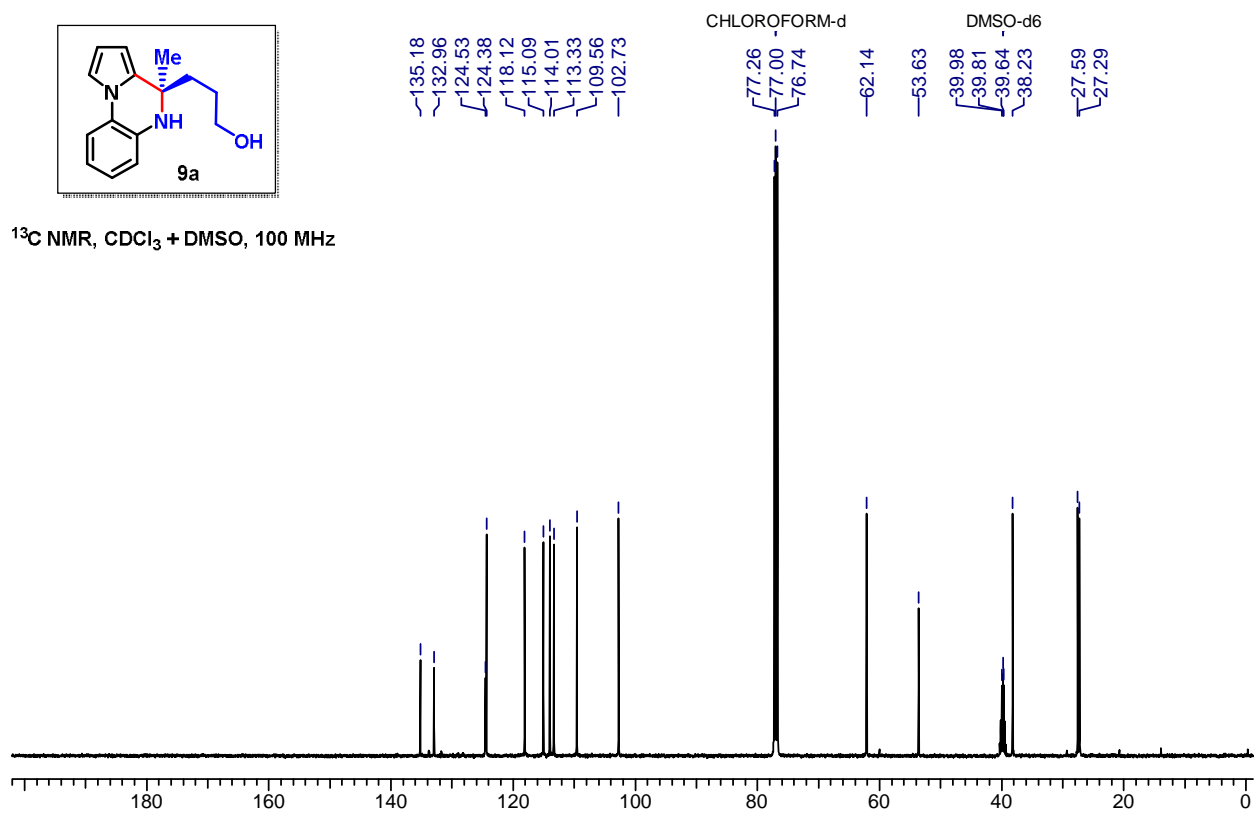 CHLOROFORM-d
DMSO-d6
135.18
132.96
124.53
124.38
118.12
115.09
114.01
113.33
109.56
102.73
77.26
77.00
76.74
62.14
53.63
39.98
39.81
39.64
38.23
27.59
27.29
Me
N
NH
OH
9a
¹³C NMR, CDCl₃ + DMSO, 100 MHz
180 160 140 120 100 80 60 40 20 0